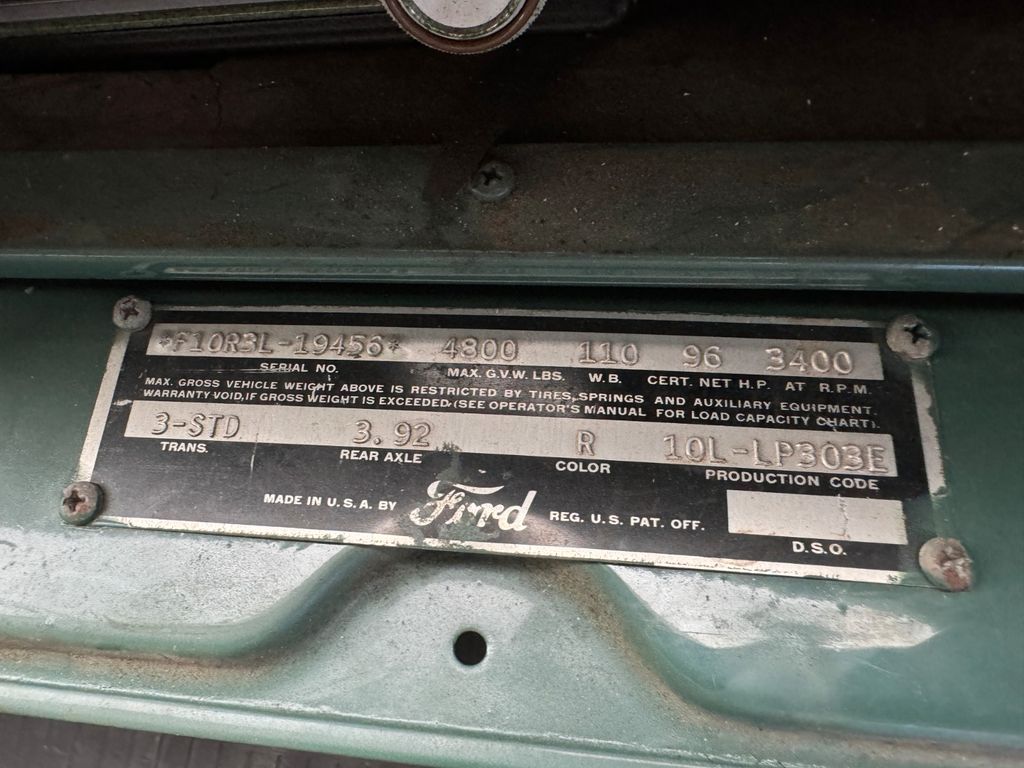 *F10R3L-19456* 4800 110 96 3400
SERIAL NO. MAX. G.V.W. LBS. W.B. CERT. NET H.P. AT R.P.M.
MAX. GROSS VEHICLE WEIGHT ABOVE IS RESTRICTED BY TIRES, SPRINGS AND AUXILIARY EQUIPMENT.
WARRANTY VOID, IF GROSS WEIGHT IS EXCEEDED. (SEE OPERATOR'S MANUAL FOR LOAD CAPACITY CHART).
3-STD 3.92 R 10L-LP303E
TRANS. REAR AXLE COLOR PRODUCTION CODE
MADE IN U.S.A. BY Ford REG. U.S. PAT. OFF.
D.S.O.